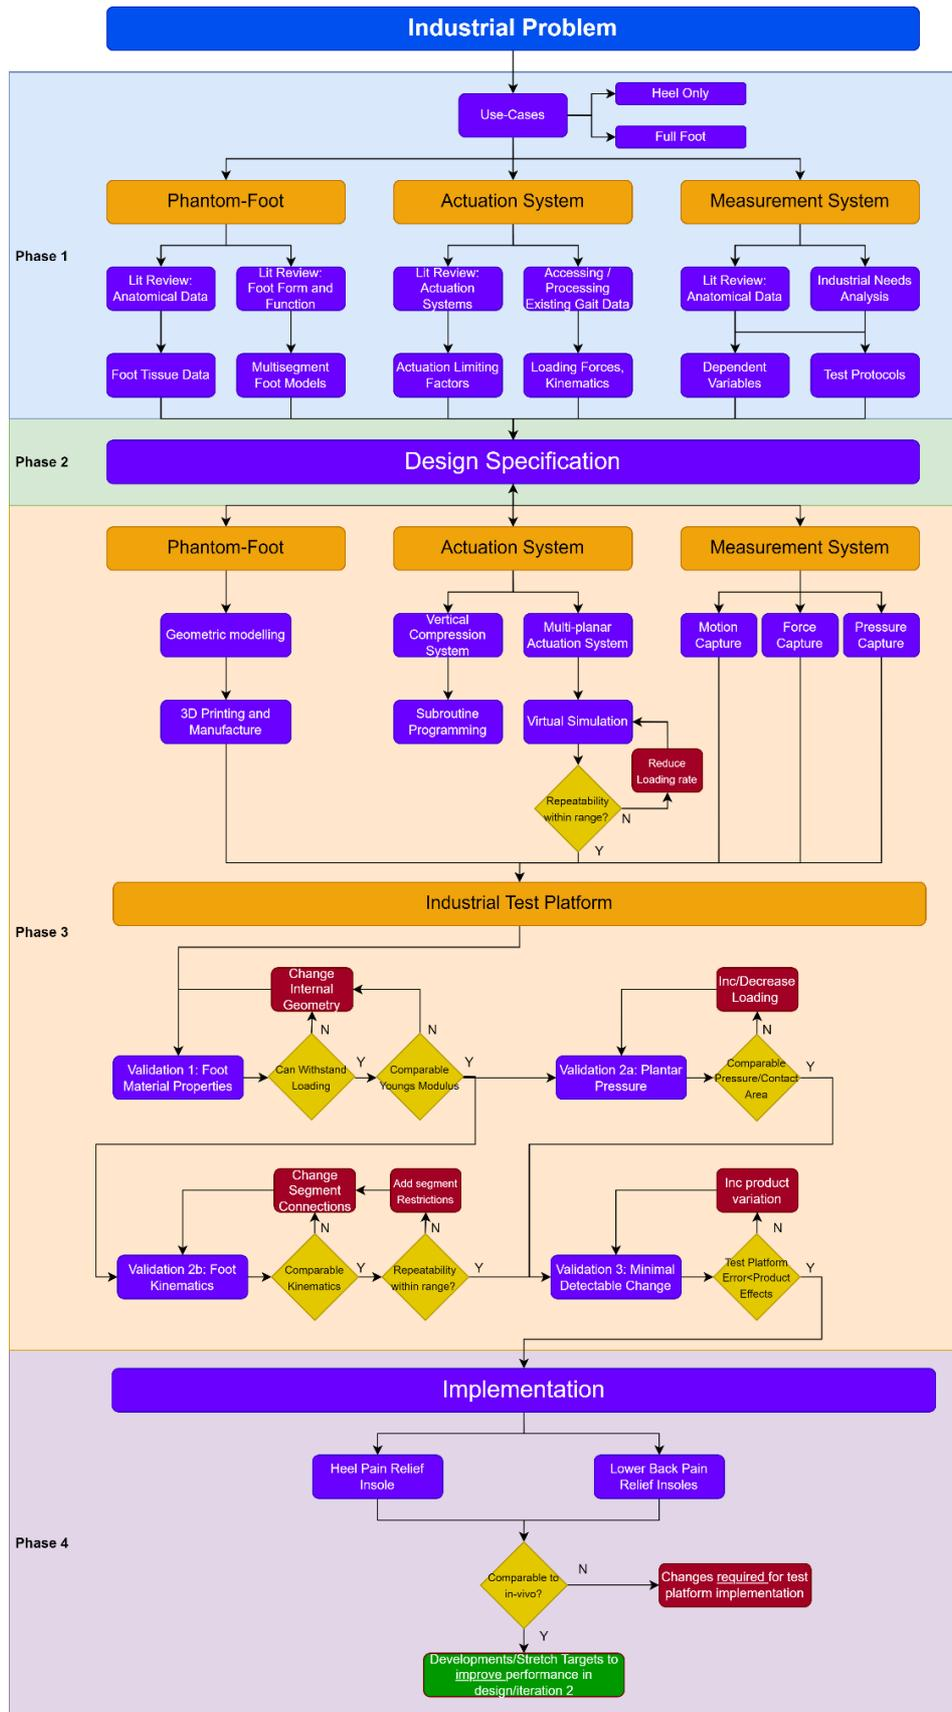 Industrial Problem
Use-Cases
Heel Only
Full Foot
Phase 1
Phantom-Foot
Actuation System
Measurement System
Lit Review:
Anatomical Data
Lit Review:
Foot Form and
Function
Lit Review:
Actuation
Systems
Accessing /
Processing
Existing Gait Data
Lit Review:
Anatomical Data
Industrial Needs
Analysis
Foot Tissue Data
Multisegment
Foot Models
Actuation Limiting
Factors
Loading Forces,
Kinematics
Dependent
Variables
Test Protocols
Phase 2
Design Specification
Phantom-Foot
Actuation System
Measurement System
Geometric modelling
Vertical
Compression
System
Multi-planar
Actuation System
Motion
Capture
Force
Capture
Pressure
Capture
3D Printing and
Manufacture
Subroutine
Programming
Virtual Simulation
Reduce
Loading rate
Repeatability
within range?
N
Y
Industrial Test Platform
Phase 3
Change
Internal
Geometry
Inc/Decrease
Loading
N
N
N
Validation 1: Foot
Material Properties
Can Withstand
Loading
Y
Comparable
Youngs Modulus
Y
Validation 2a: Plantar
Pressure
Comparable
Pressure/Contact
Area
Y
Change
Segment
Connections
Add segment
Restrictions
Inc product
variation
N
N
N
Validation 2b: Foot
Kinematics
Comparable
Kinematics
Y
Repeatability
within range?
Y
Validation 3: Minimal
Detectable Change
Test Platform
Error<Product
Effects
Y
Implementation
Heel Pain Relief
Insole
Lower Back Pain
Relief Insoles
Phase 4
Comparable to
in-vivo?
N
Changes required for test
platform implementation
Y
Developments/Stretch Targets to
improve performance in
design/iteration 2